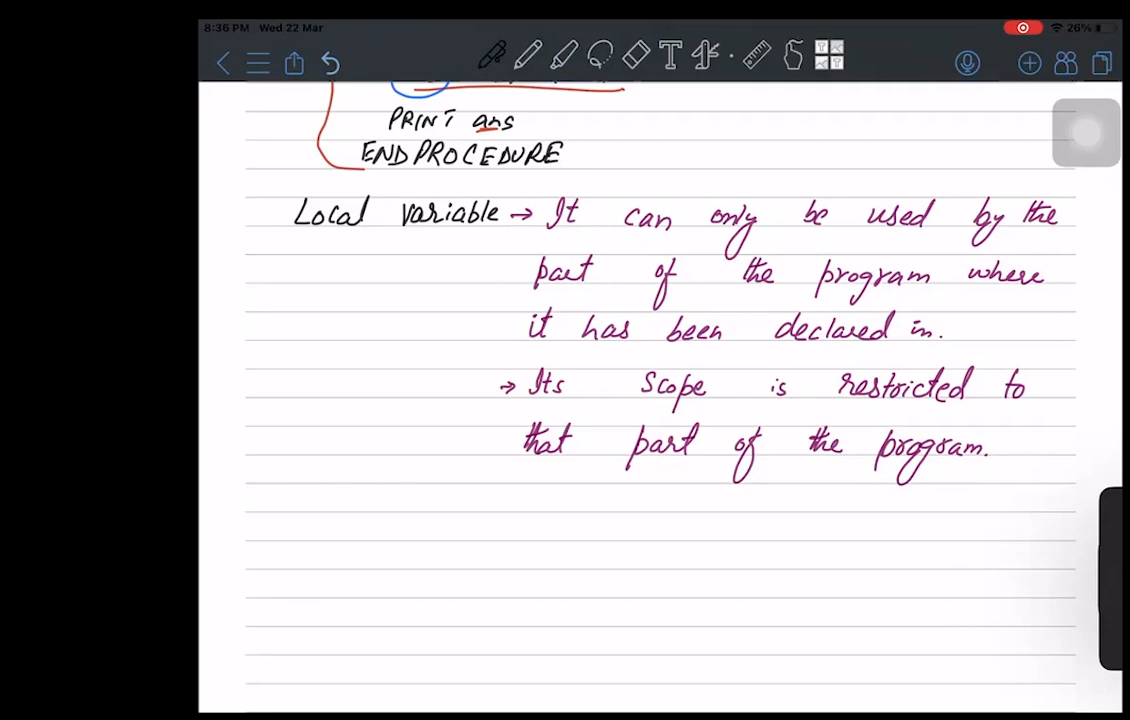 8:36 PM Wed 22 Mar
26%
PRINT ans
ENDPROCEDURE
Local variable → It can only be used by the
part of the program where
it has been declared in.
→ Its scope is restricted to
that part of the program.